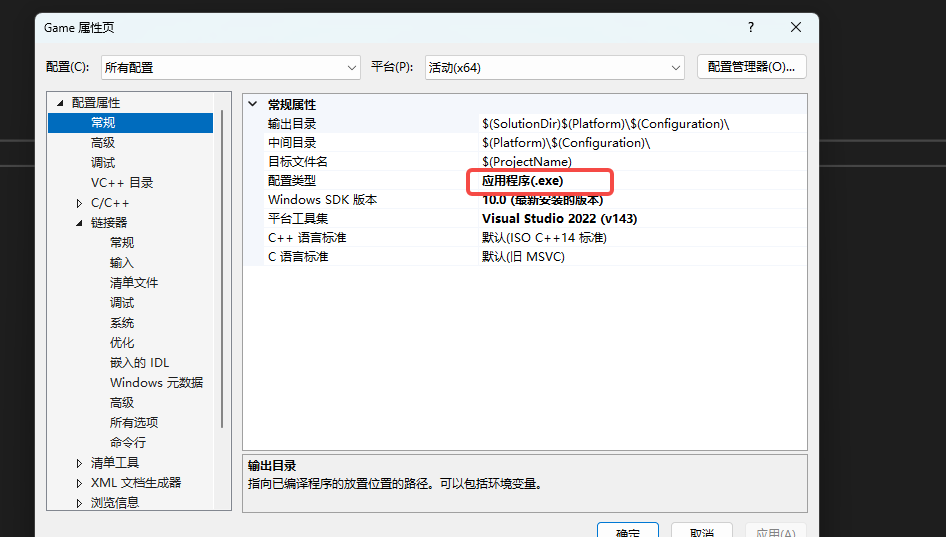 Game 属性页
配置(C): 所有配置 平台(P): 活动(x64) 配置管理器(O)...
配置属性
常规
高级
调试
VC++ 目录
C/C++
链接器
常规
输入
清单文件
调试
系统
优化
嵌入的 IDL
Windows 元数据
高级
所有选项
命令行
清单工具
XML 文档生成器
浏览信息
常规属性
输出目录 $(SolutionDir)$(Platform)\$(Configuration)\
中间目录 $(Platform)\$(Configuration)\
目标文件名 $(ProjectName)
配置类型 应用程序(.exe)
Windows SDK 版本 10.0 (最新安装的版本)
平台工具集 Visual Studio 2022 (v143)
C++ 语言标准 默认(ISO C++14 标准)
C 语言标准 默认(旧 MSVC)
输出目录
指向已编译程序的放置位置的路径。可以包括环境变量。
确定 取消 应用(A)